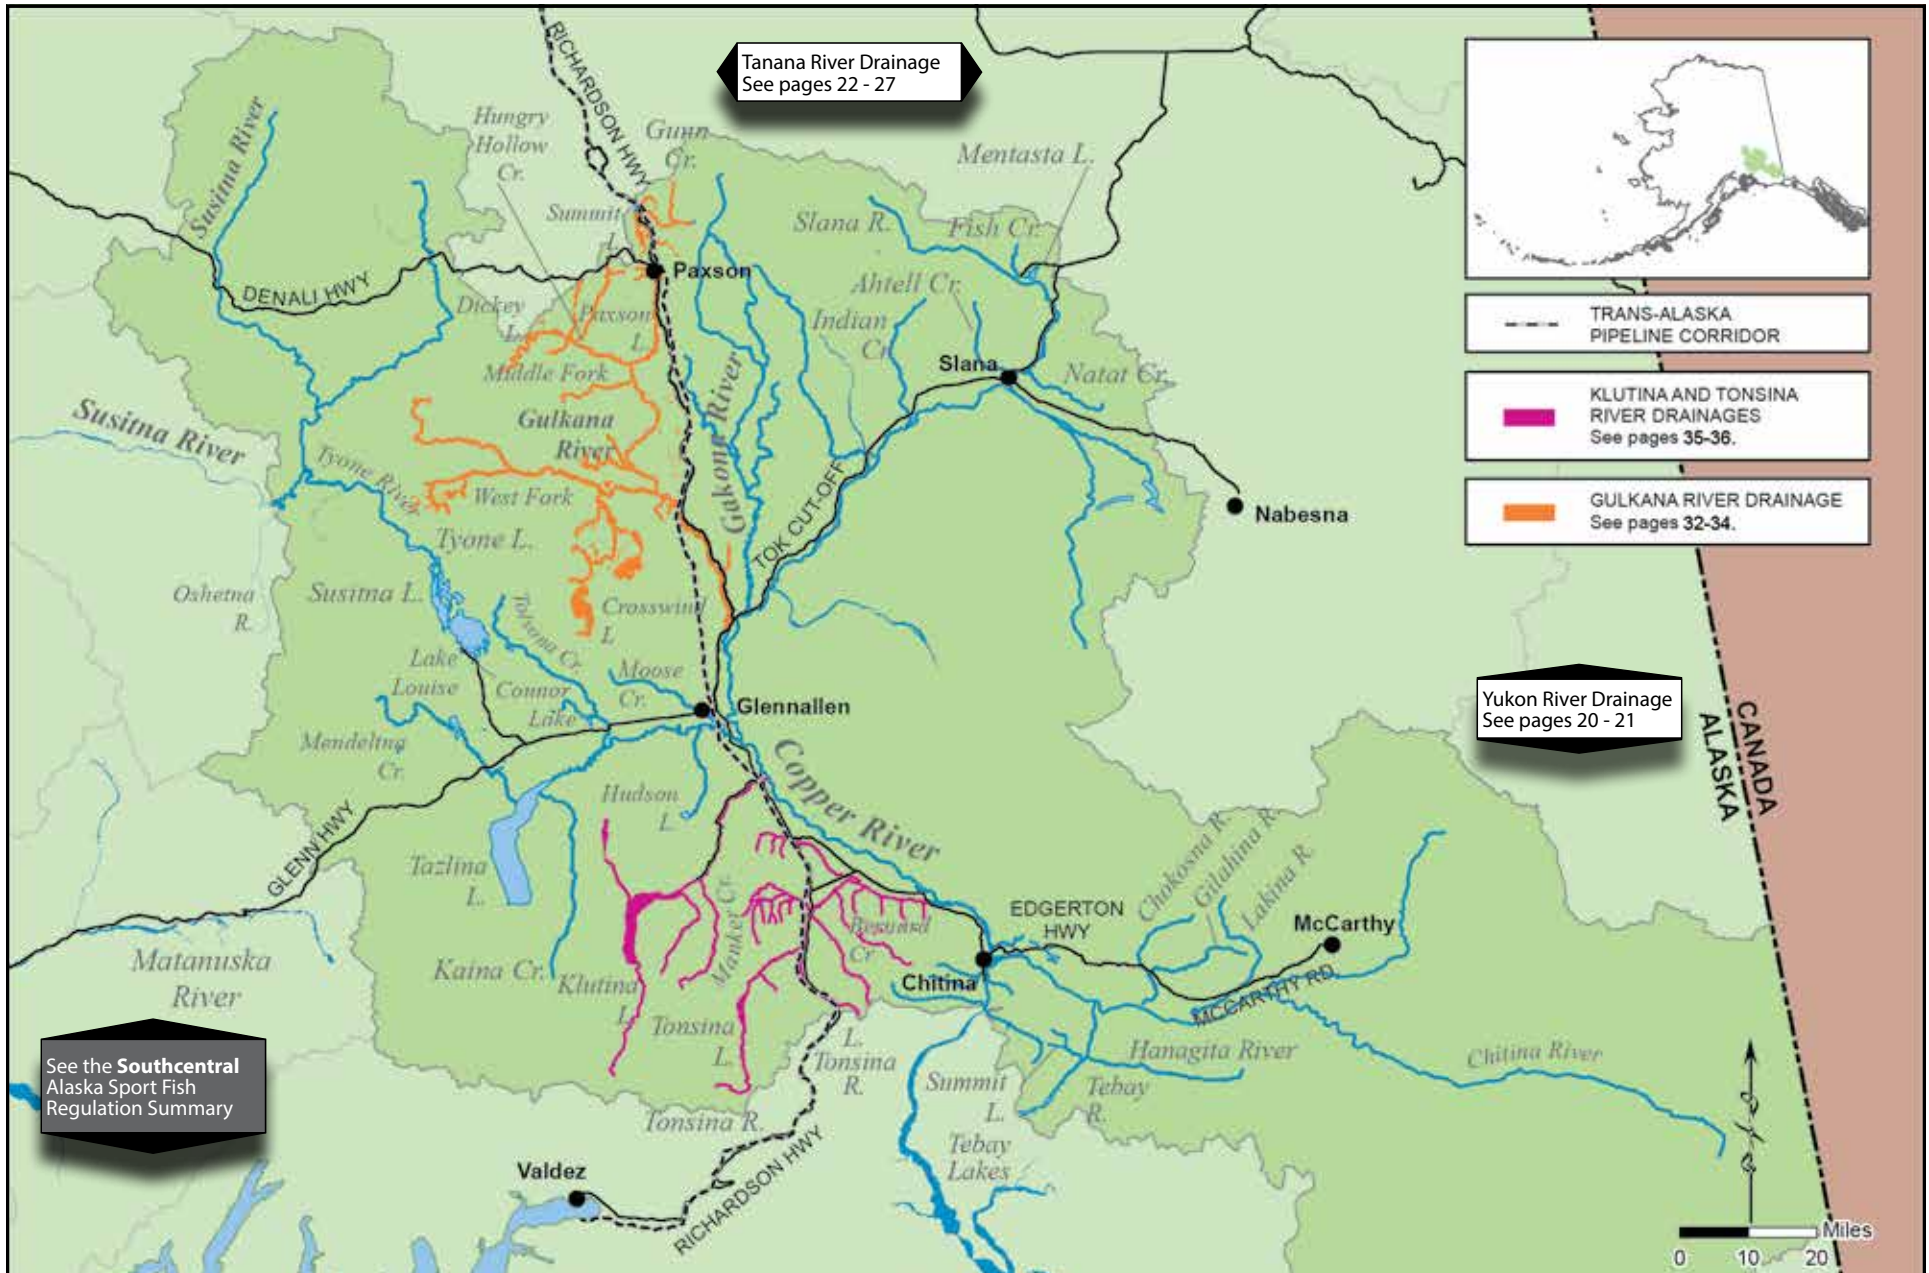 RICHARDSON HWY
Tanana River Drainage
See pages 22 - 27
Hungry
Hollow
Cr.
Gunn
Cr.
Mentasta L.
Susitna River
Summit
L.
Slana R.
Fish Cr.
Paxson
DENALI HWY
Dickey
L.
Paxson
L.
Ahtell Cr.
Indian
Cr.
TRANS-ALASKA
PIPELINE CORRIDOR
Middle Fork
Slana
Natat Cr.
KLUTINA AND TONSINA
RIVER DRAINAGES
See pages 35-36.
Susitna River
Gulkana
River
Gakona River
Tyone River
West Fork
TOK CUT-OFF
Nabesna
GULKANA RIVER DRAINAGE
See pages 32-34.
Tyone L.
Oshetna
R.
Susitna L.
Tolsona Cr.
Crosswind
L.
Lake
Louise
Connor
Lake
Moose
Cr.
Glennallen
Yukon River Drainage
See pages 20 - 21
CANADA
ALASKA
Mendeltna
Cr.
Hudson
L.
Copper River
GLENN HWY
Tazlina
L.
Manker Cr.
Bernard
Cr
EDGERTON
HWY
Chokosna R.
Gilahina R.
Lakina R.
McCarthy
Matanuska
River
Kaina Cr.
Klutina
L.
Chitina
MCCARTHY RD.
Tonsina
L.
L.
Tonsina
R.
Hanagita River
Chitina River
See the Southcentral
Alaska Sport Fish
Regulation Summary
Summit
L.
Tebay
R.
Tonsina R.
Tebay
Lakes
Valdez
RICHARDSON HWY
Miles
0 10 20